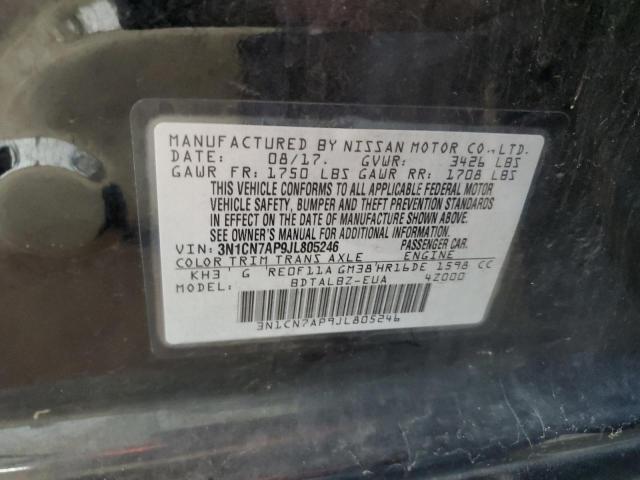 MANUFACTURED BY NISSAN MOTOR CO.,LTD.
DATE: 08/17. GVWR: 3426 LBS
GAWR FR: 1750 LBS GAWR RR: 1708 LBS
THIS VEHICLE CONFORMS TO ALL APPLICABLE FEDERAL MOTOR
VEHICLE SAFETY, BUMPER AND THEFT PREVENTION STANDARDS
IN EFFECT ON THE DATE OF MANUFACTURE SHOWN ABOVE.
SEE OWNER'S MANUAL FOR ADDITIONAL INFORMATION.
VIN: 3N1CN7AP9JL805246 PASSENGER CAR.
COLOR TRIM TRANS AXLE ENGINE
KH3 G RE0F11A GM38 HR16DE 1598 CC
MODEL: BDTALBZ-EUA 4Z000
3N1CN7AP9JL805246